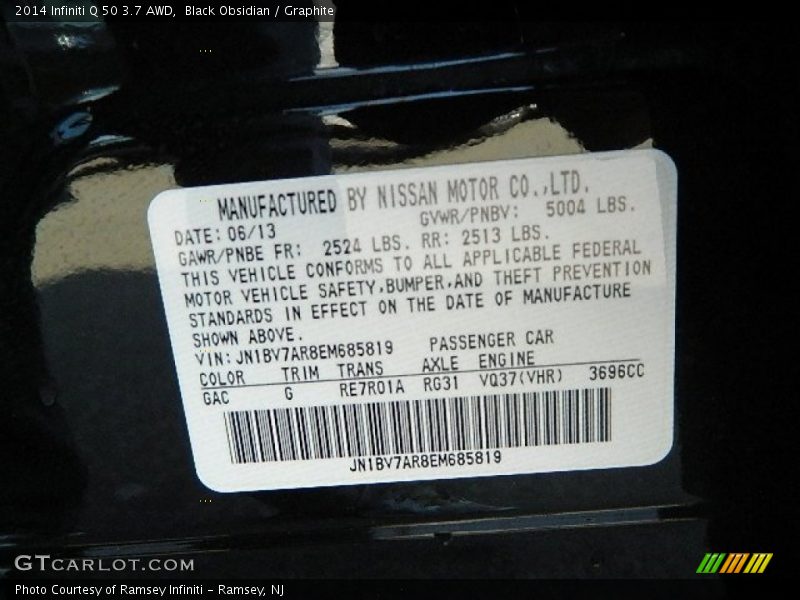 2014 Infiniti Q 50 3.7 AWD, Black Obsidian / Graphite
MANUFACTURED BY NISSAN MOTOR CO.,LTD.
DATE: 06/13 GVWR/PNBV: 5004 LBS.
GAWR/PNBE FR: 2524 LBS. RR: 2513 LBS.
THIS VEHICLE CONFORMS TO ALL APPLICABLE FEDERAL
MOTOR VEHICLE SAFETY,BUMPER,AND THEFT PREVENTION
STANDARDS IN EFFECT ON THE DATE OF MANUFACTURE
SHOWN ABOVE.
VIN: JN1BV7AR8EM685819 PASSENGER CAR
COLOR TRIM TRANS AXLE ENGINE
GAC G RE7R01A RG31 VQ37(VHR) 3696CC
JN1BV7AR8EM685819
GTCARLOT.COM
Photo Courtesy of Ramsey Infiniti - Ramsey, NJ